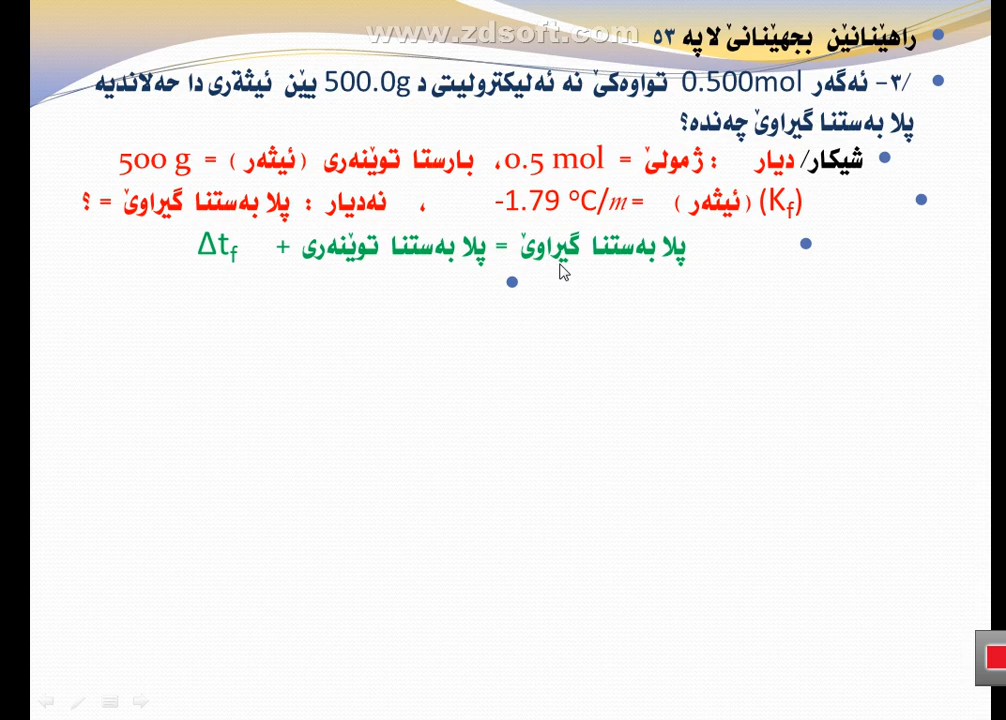 www.zdsoft.com
راهێنانێن بجهێنانێ لاپه ٥٣
٣- ئەگەر 0.500mol تواوەکێ نە ئەلیکترولیتی د 500.0g یێن ئیثەری دا حەلاندیە/
پلا بەستنا گیراوێ چەندە؟
شیکار/ دیار : ژمولێ = 0.5 mol، بارستا توێنەری (ئیثەر) = 500 g
(Kf) (ئیثەر) = -1.79 °C/m ، نەدیار : پلا بەستنا گیراوێ = ؟
پلا بەستنا گیراوێ = پلا بەستنا توێنەری + Δtf